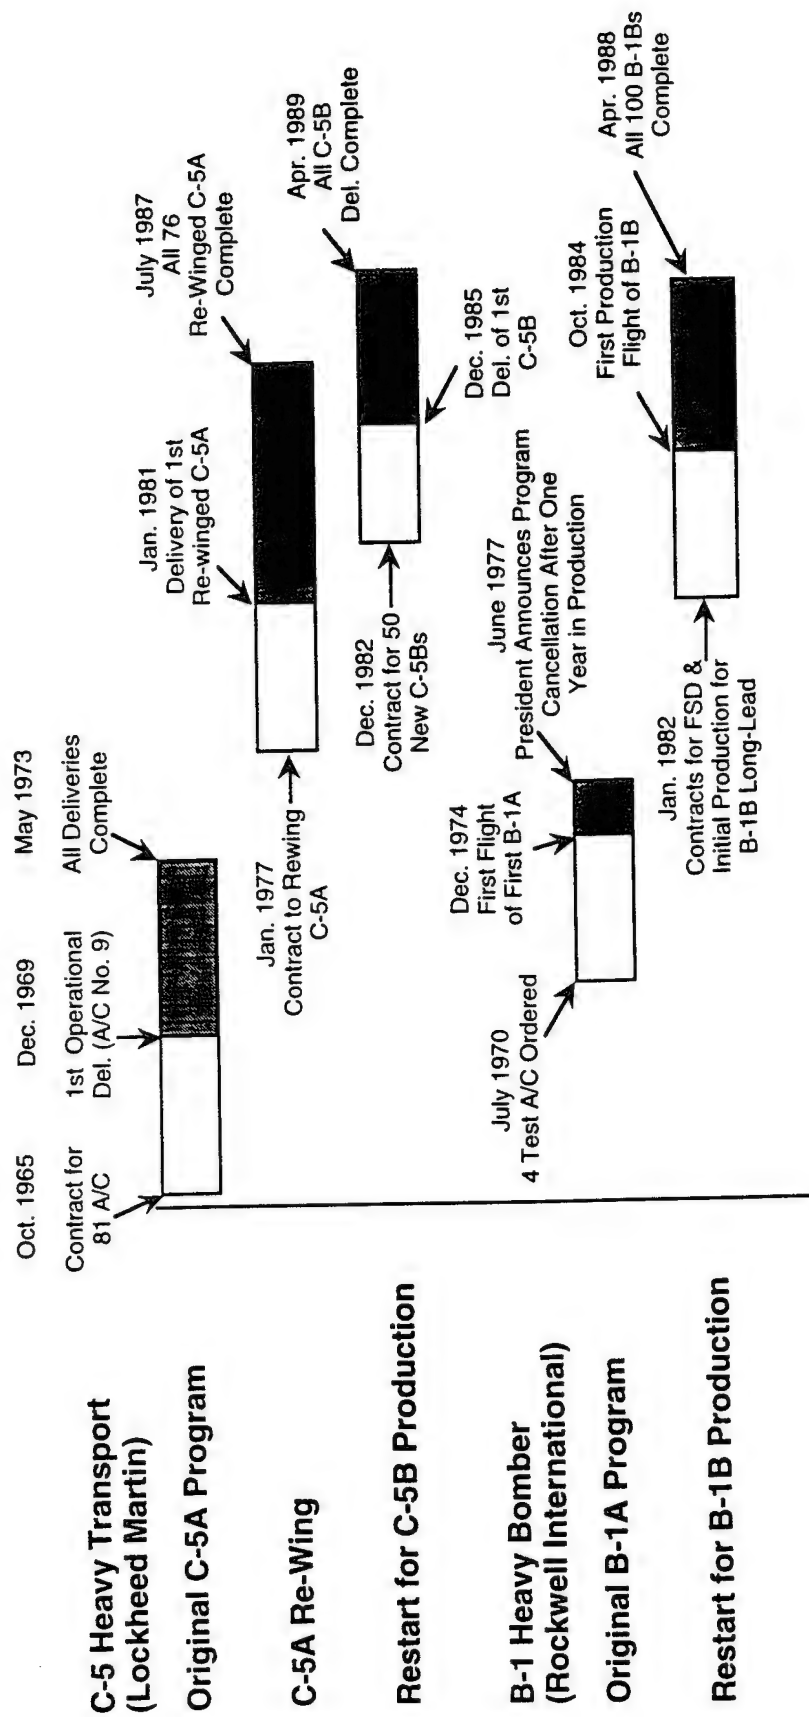 C-5 Heavy Transport
(Lockheed Martin)
Original C-5A Program
Oct. 1965
Contract for
81 A/C
Dec. 1969
1st Operational
Del. (A/C No. 9)
May 1973
All Deliveries
Complete
C-5A Re-Wing
Jan. 1977
Contract to Rewing
C-5A
Jan. 1981
Delivery of 1st
Re-winged C-5A
July 1987
All 76
Re-Winged C-5A
Complete
Restart for C-5B Production
Dec. 1982
Contract for 50
New C-5Bs
Dec. 1985
Del. of 1st
C-5B
Apr. 1989
All C-5B
Del. Complete
B-1 Heavy Bomber
(Rockwell International)
Original B-1A Program
July 1970
4 Test A/C Ordered
Dec. 1974
First Flight
of First B-1A
June 1977
President Announces Program
Cancellation After One
Year in Production
Restart for B-1B Production
Jan. 1982
Contracts for FSD &
Initial Production for
B-1B Long-Lead
Oct. 1984
First Production
Flight of B-1B
Apr. 1988
All 100 B-1Bs
Complete